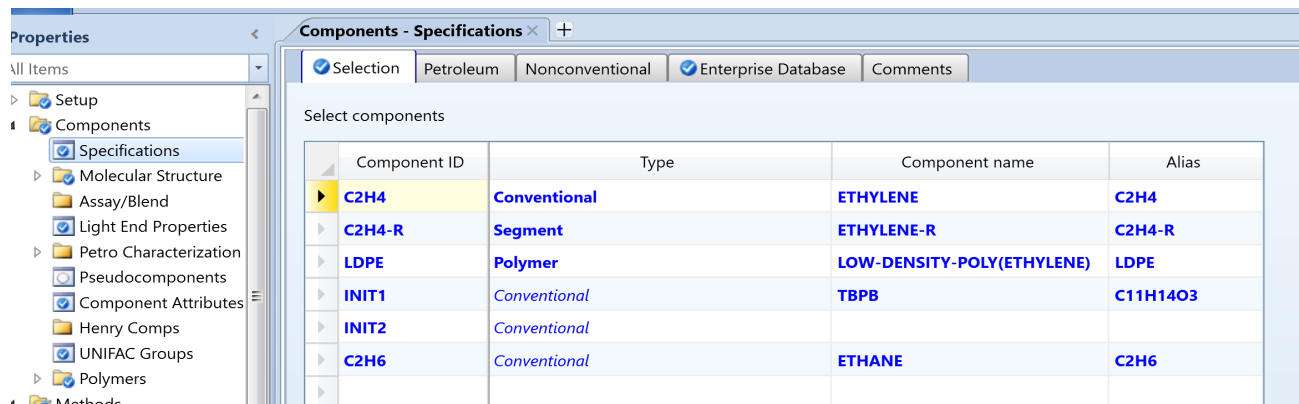 Properties
<
Components - Specifications × +
All Items
Selection Petroleum Nonconventional Enterprise Database Comments
Setup
Components
Specifications
Molecular Structure
Assay/Blend
Light End Properties
Petro Characterization
Pseudocomponents
Component Attributes
Henry Comps
UNIFAC Groups
Polymers
Methods
Select components
Component ID Type Component name Alias
C2H4 Conventional ETHYLENE C2H4
C2H4-R Segment ETHYLENE-R C2H4-R
LDPE Polymer LOW-DENSITY-POLY(ETHYLENE) LDPE
INIT1 Conventional TBPB C11H14O3
INIT2 Conventional
C2H6 Conventional ETHANE C2H6